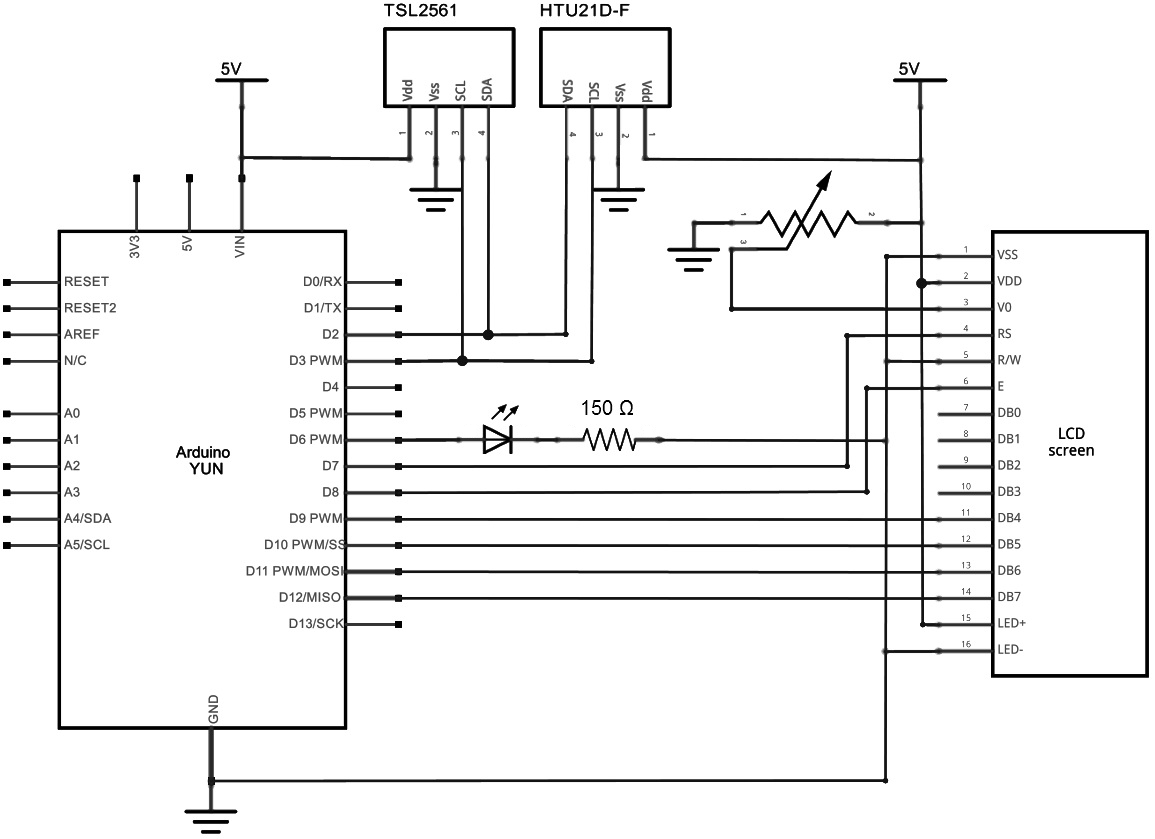 TSL2561
HTU21D-F
5V
5V
Vdd
Vss
SCL
SDA
SDA
SCL
Vss
Vdd
1
2
3
4
4
3
2
1
1
2
3
3V3
5V
VIN
RESET
RESET2
AREF
N/C
A0
A1
A2
A3
A4/SDA
A5/SCL
Arduino
YUN
D0/RX
D1/TX
D2
D3 PWM
D4
D5 PWM
D6 PWM
D7
D8
D9 PWM
D10 PWM/SS
D11 PWM/MOSI
D12/MISO
D13/SCK
GND
150 Ω
1 VSS
2 VDD
3 V0
4 RS
5 R/W
6 E
7 DB0
8 DB1
9 DB2
10 DB3
11 DB4
12 DB5
13 DB6
14 DB7
15 LED+
16 LED-
LCD
screen